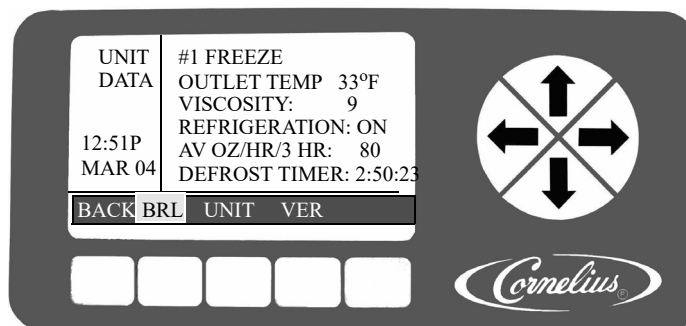 UNIT
DATA
12:51P
MAR 04
#1 FREEZE
OUTLET TEMP 33°F
VISCOSITY: 9
REFRIGERATION: ON
AV OZ/HR/3 HR: 80
DEFROST TIMER: 2:50:23
BACK BRL UNIT VER
Cornelius®